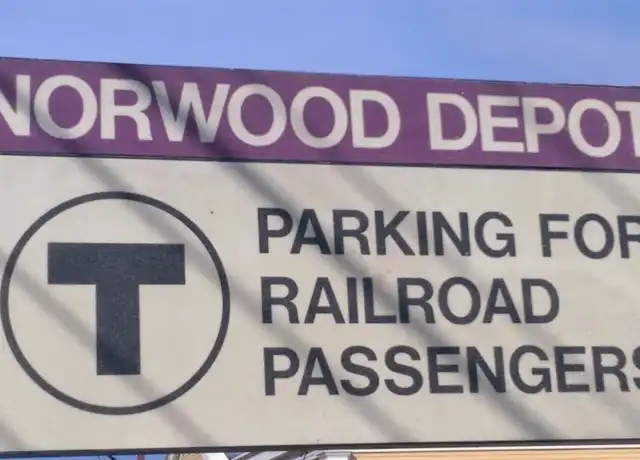 NORWOOD DEPOT
T
PARKING FOR
RAILROAD
PASSENGERS